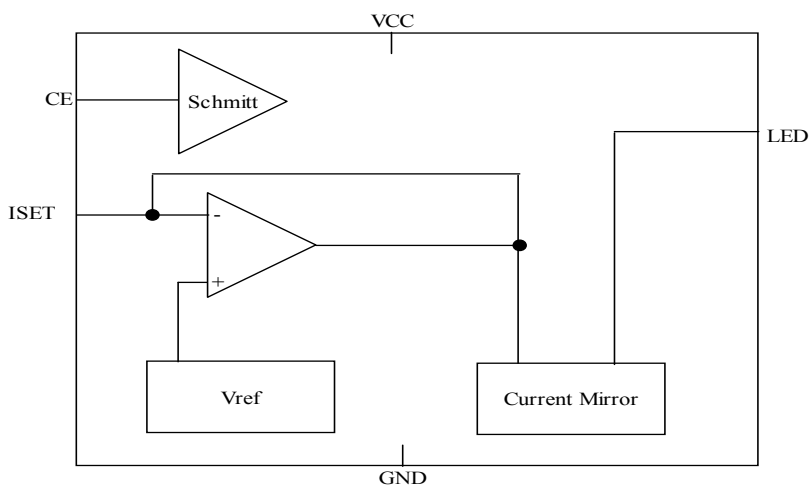 VCC
CE
Schmitt
LED
ISET
-
+
Vref
Current Mirror
GND